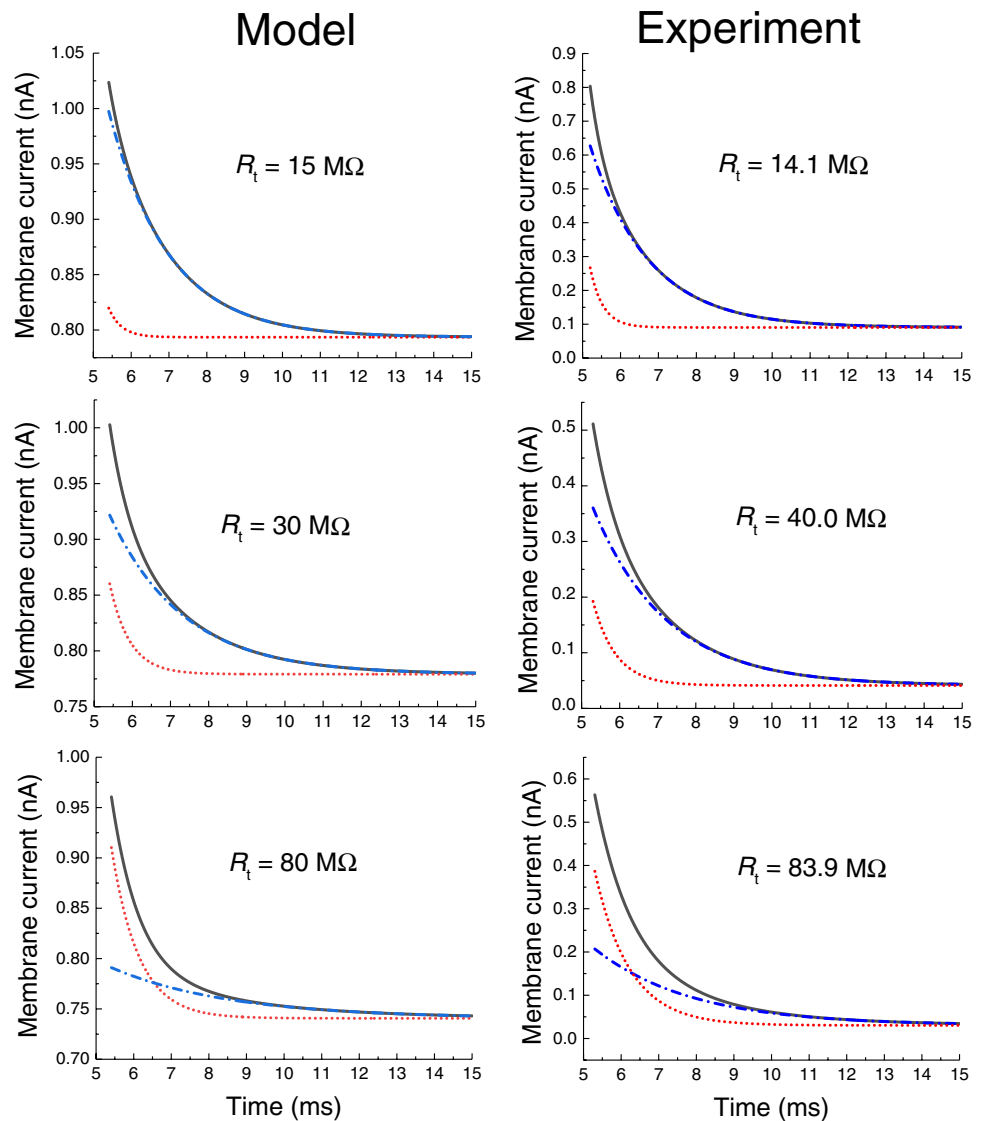 Model
Experiment
Membrane current (nA)
1.05
1.00
0.95
0.90
0.85
0.80
Rt = 15 MΩ
5 6 7 8 9 10 11 12 13 14 15
Membrane current (nA)
0.9
0.8
0.7
0.6
0.5
0.4
0.3
0.2
0.1
0.0
Rt = 14.1 MΩ
5 6 7 8 9 10 11 12 13 14 15
Membrane current (nA)
1.00
0.95
0.90
0.85
0.80
0.75
Rt = 30 MΩ
5 6 7 8 9 10 11 12 13 14 15
Membrane current (nA)
0.5
0.4
0.3
0.2
0.1
0.0
Rt = 40.0 MΩ
5 6 7 8 9 10 11 12 13 14 15
Membrane current (nA)
1.00
0.95
0.90
0.85
0.80
0.75
0.70
Rt = 80 MΩ
5 6 7 8 9 10 11 12 13 14 15
Time (ms)
Membrane current (nA)
0.6
0.5
0.4
0.3
0.2
0.1
0.0
Rt = 83.9 MΩ
5 6 7 8 9 10 11 12 13 14 15
Time (ms)